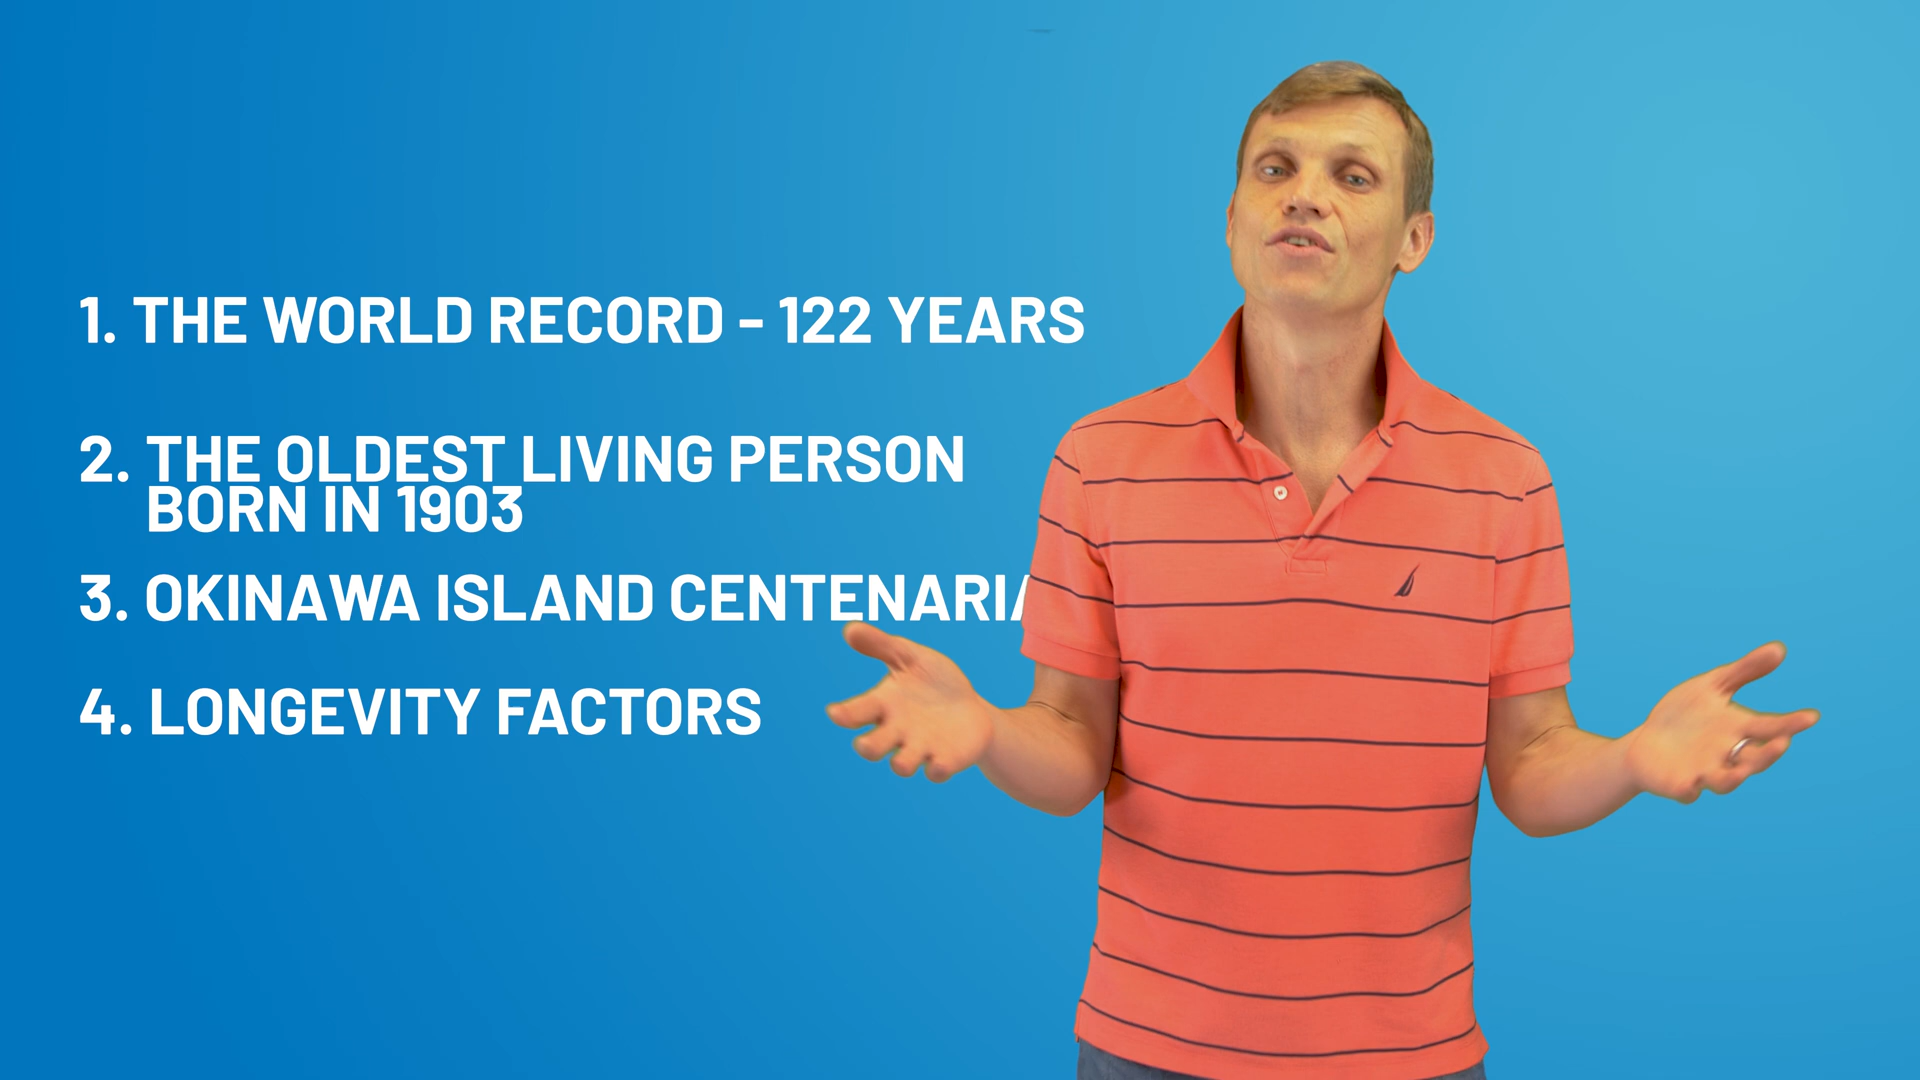 1. THE WORLD RECORD - 122 YEARS
2. THE OLDEST LIVING PERSON
BORN IN 1903
3. OKINAWA ISLAND
4. LONGEVITY FACTORS